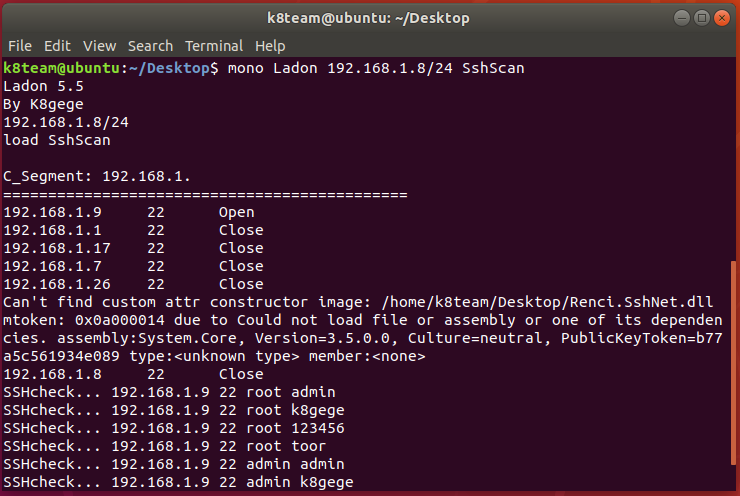 k8team@ubuntu: ~/Desktop
File Edit View Search Terminal Help
k8team@ubuntu:~/Desktop$ mono Ladon 192.168.1.8/24 SshScan
Ladon 5.5
By K8gege
192.168.1.8/24
load SshScan
C_Segment: 192.168.1.
=============================================
192.168.1.9 22 Open
192.168.1.1 22 Close
192.168.1.17 22 Close
192.168.1.7 22 Close
192.168.1.26 22 Close
Can't find custom attr constructor image: /home/k8team/Desktop/Renci.SshNet.dll
mtoken: 0x0a000014 due to Could not load file or assembly or one of its dependen
cies. assembly:System.Core, Version=3.5.0.0, Culture=neutral, PublicKeyToken=b77
a5c561934e089 type:<unknown type> member:<none>
192.168.1.8 22 Close
SSHcheck... 192.168.1.9 22 root admin
SSHcheck... 192.168.1.9 22 root k8gege
SSHcheck... 192.168.1.9 22 root 123456
SSHcheck... 192.168.1.9 22 root toor
SSHcheck... 192.168.1.9 22 admin admin
SSHcheck... 192.168.1.9 22 admin k8gege